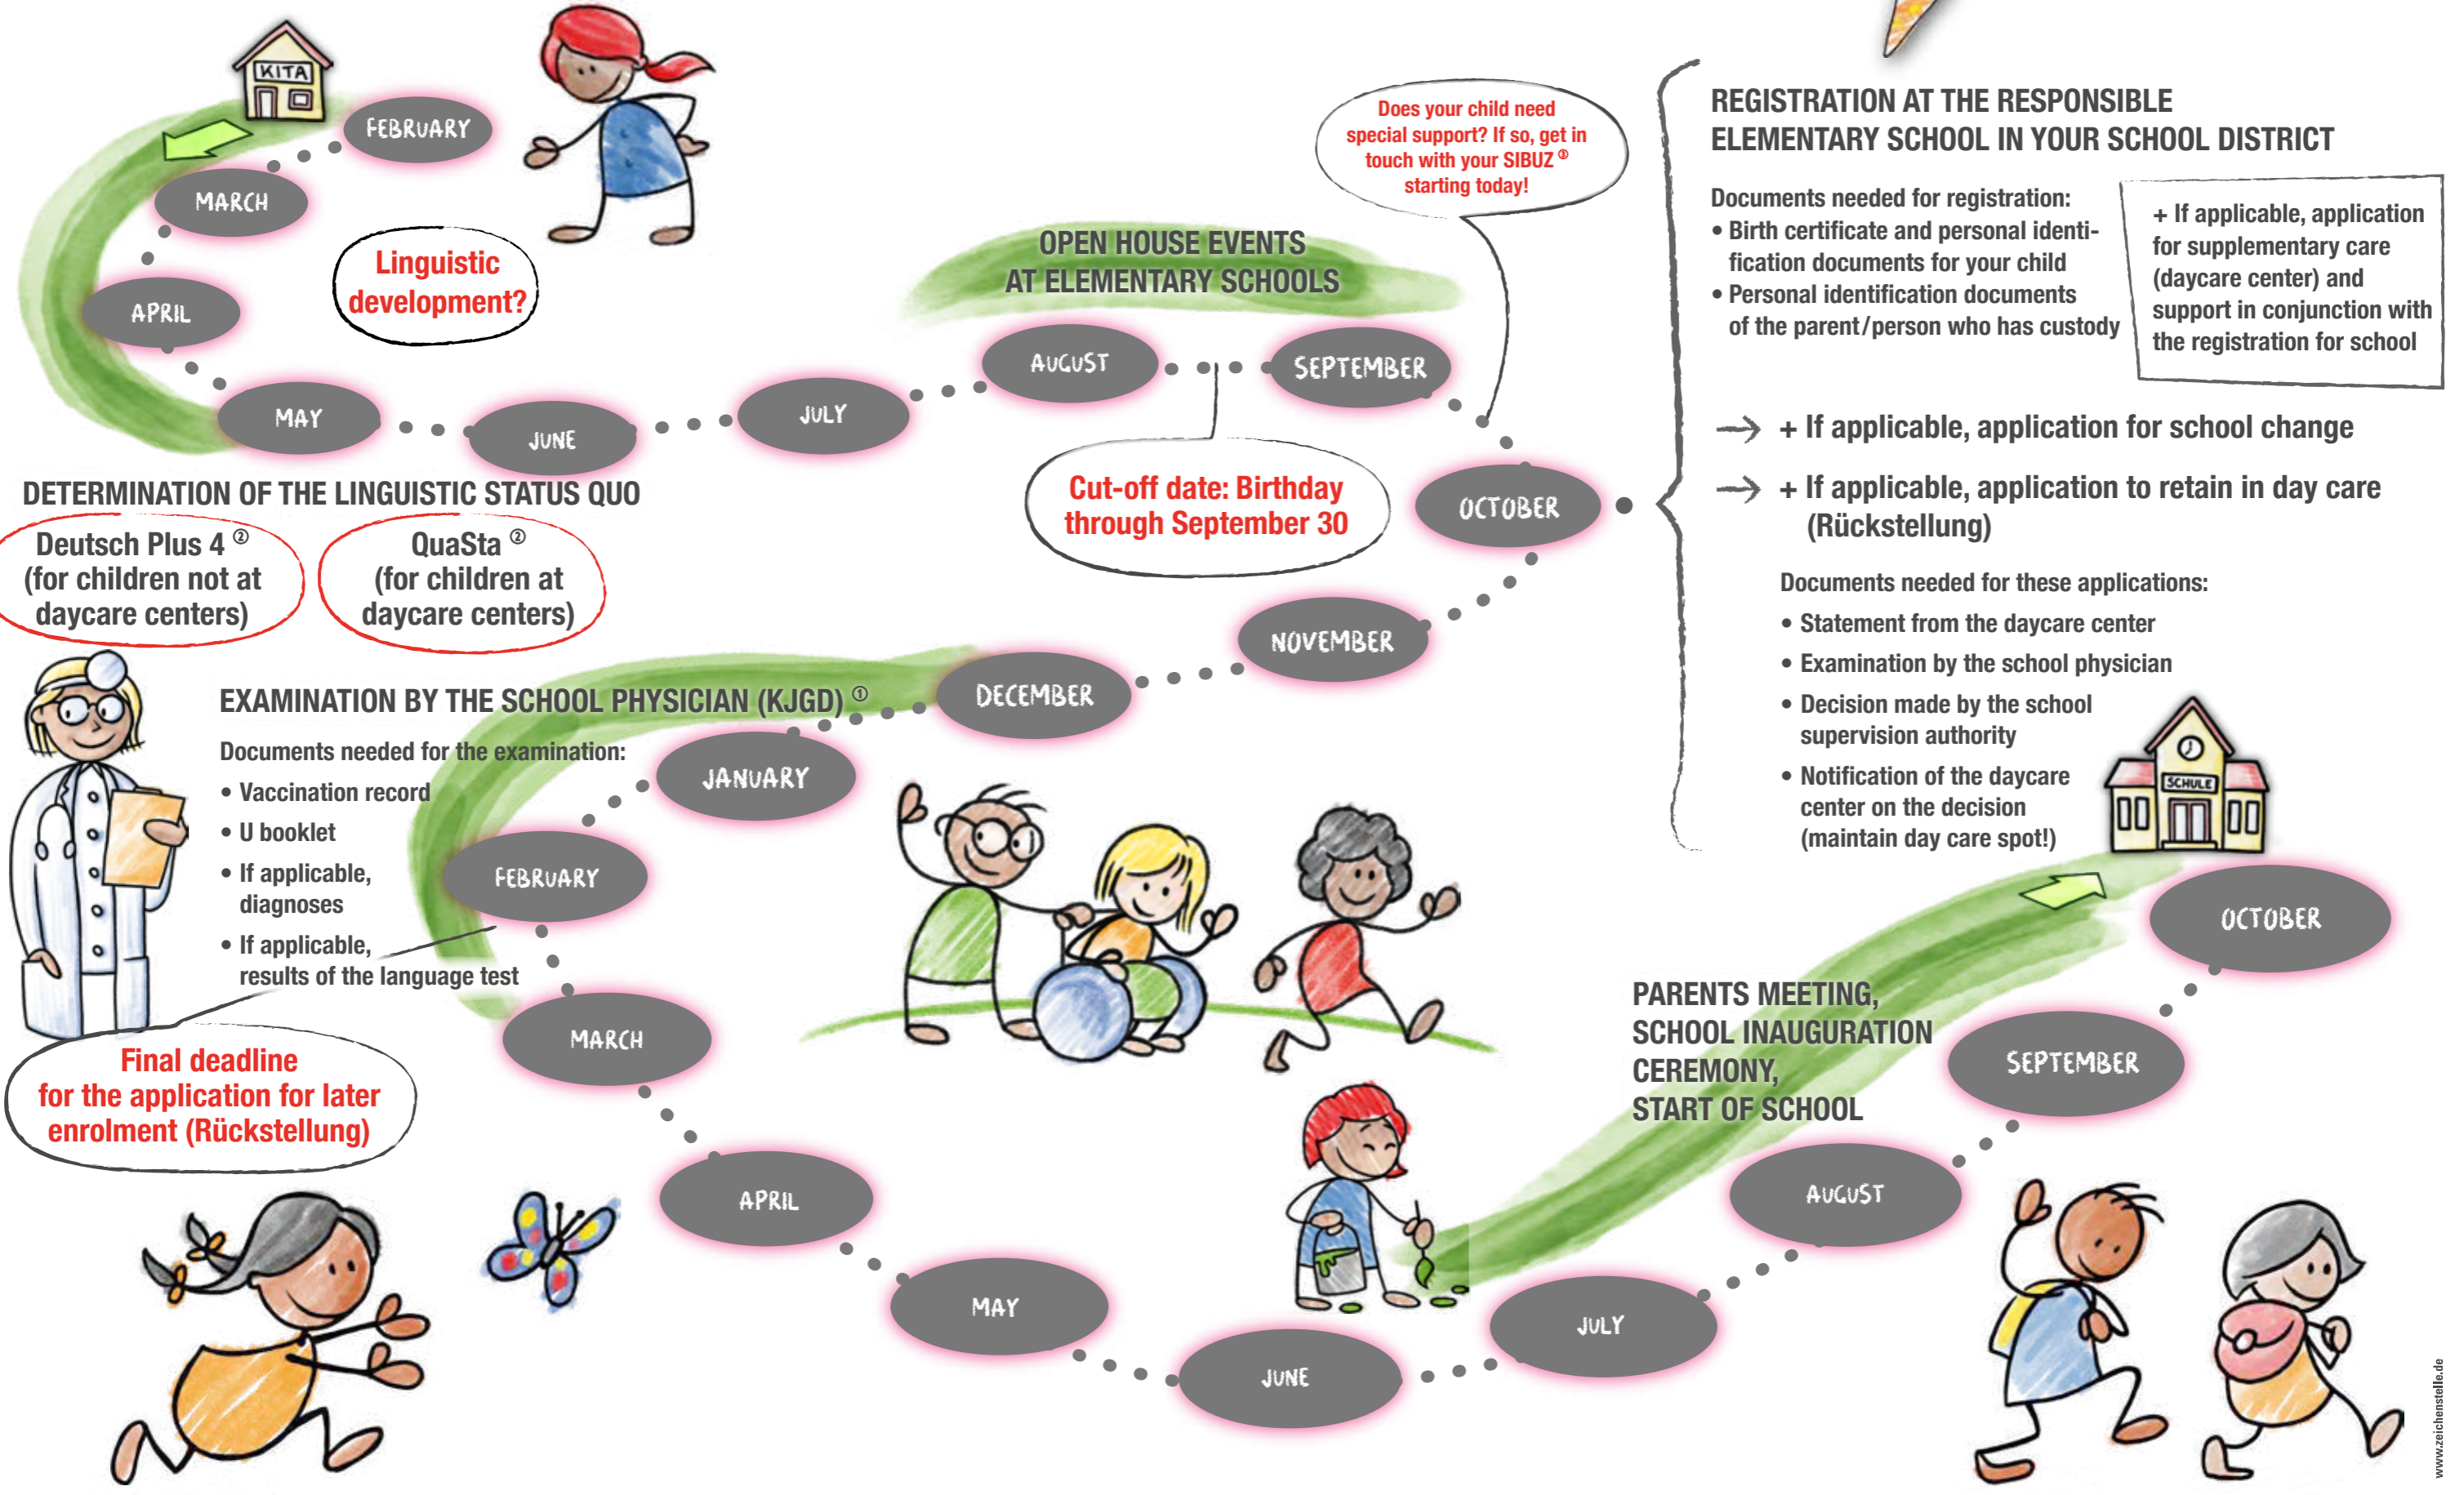 KITA
FEBRUARY
MARCH
APRIL
MAY
JUNE
JULY
AUGUST
SEPTEMBER
OCTOBER
NOVEMBER
DECEMBER
JANUARY
FEBRUARY
MARCH
APRIL
MAY
JUNE
JULY
AUGUST
SEPTEMBER
OCTOBER
Linguistic
development?
DETERMINATION OF THE LINGUISTIC STATUS QUO
Deutsch Plus 4 ②
(for children not at
daycare centers)
QuaSta ②
(for children at
daycare centers)
OPEN HOUSE EVENTS
AT ELEMENTARY SCHOOLS
Cut-off date: Birthday
through September 30
Does your child need
special support? If so, get in
touch with your SIBUZ ③
starting today!
REGISTRATION AT THE RESPONSIBLE
ELEMENTARY SCHOOL IN YOUR SCHOOL DISTRICT
Documents needed for registration:
• Birth certificate and personal identi-
fication documents for your child
• Personal identification documents
of the parent/person who has custody
+ If applicable, application
for supplementary care
(daycare center) and
support in conjunction with
the registration for school
→ + If applicable, application for school change
→ + If applicable, application to retain in day care
(Rückstellung)
Documents needed for these applications:
• Statement from the daycare center
• Examination by the school physician
• Decision made by the school
supervision authority
• Notification of the daycare
center on the decision
(maintain day care spot!)
SCHULE
EXAMINATION BY THE SCHOOL PHYSICIAN (KJGD) ①
Documents needed for the examination:
• Vaccination record
• U booklet
• If applicable,
diagnoses
• If applicable,
results of the language test
Final deadline
for the application for later
enrolment (Rückstellung)
PARENTS MEETING,
SCHOOL INAUGURATION
CEREMONY,
START OF SCHOOL
www.zeichenstelle.de